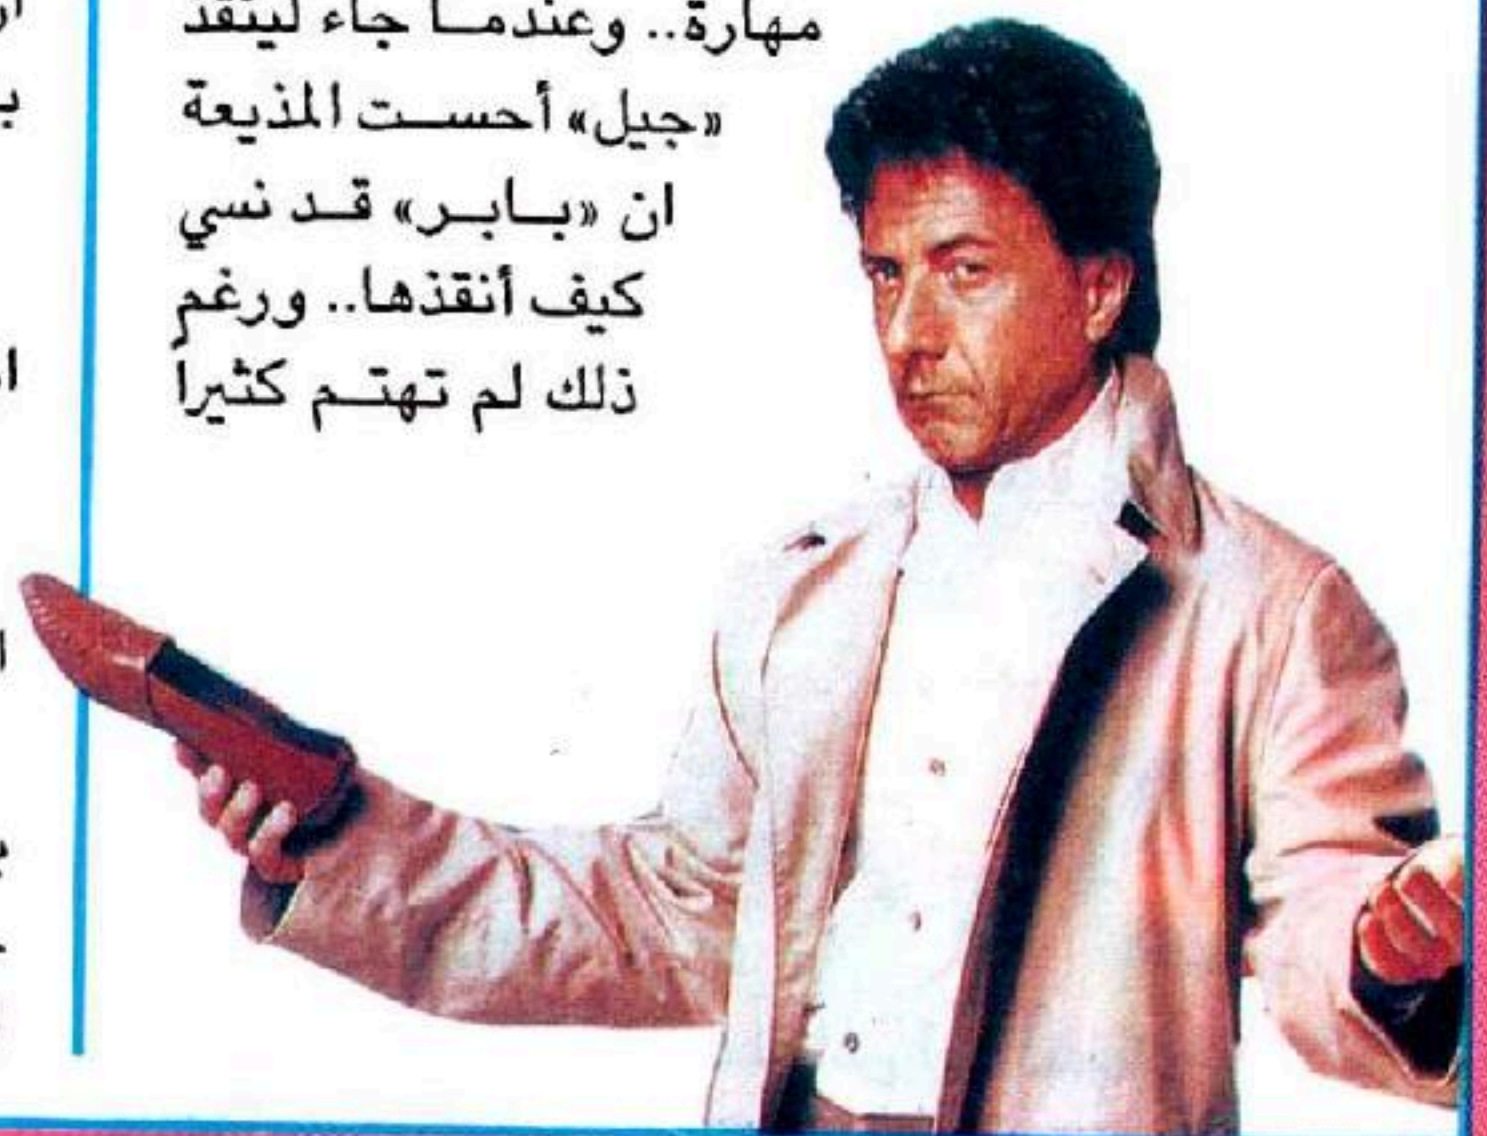 مهارة.. وعندما جاء لينقذ
«جيل» أحست المذيعة
ان «بابر» قد نسي
كيف أنقذها.. ورغم
ذلك لم تهتم كثيراً